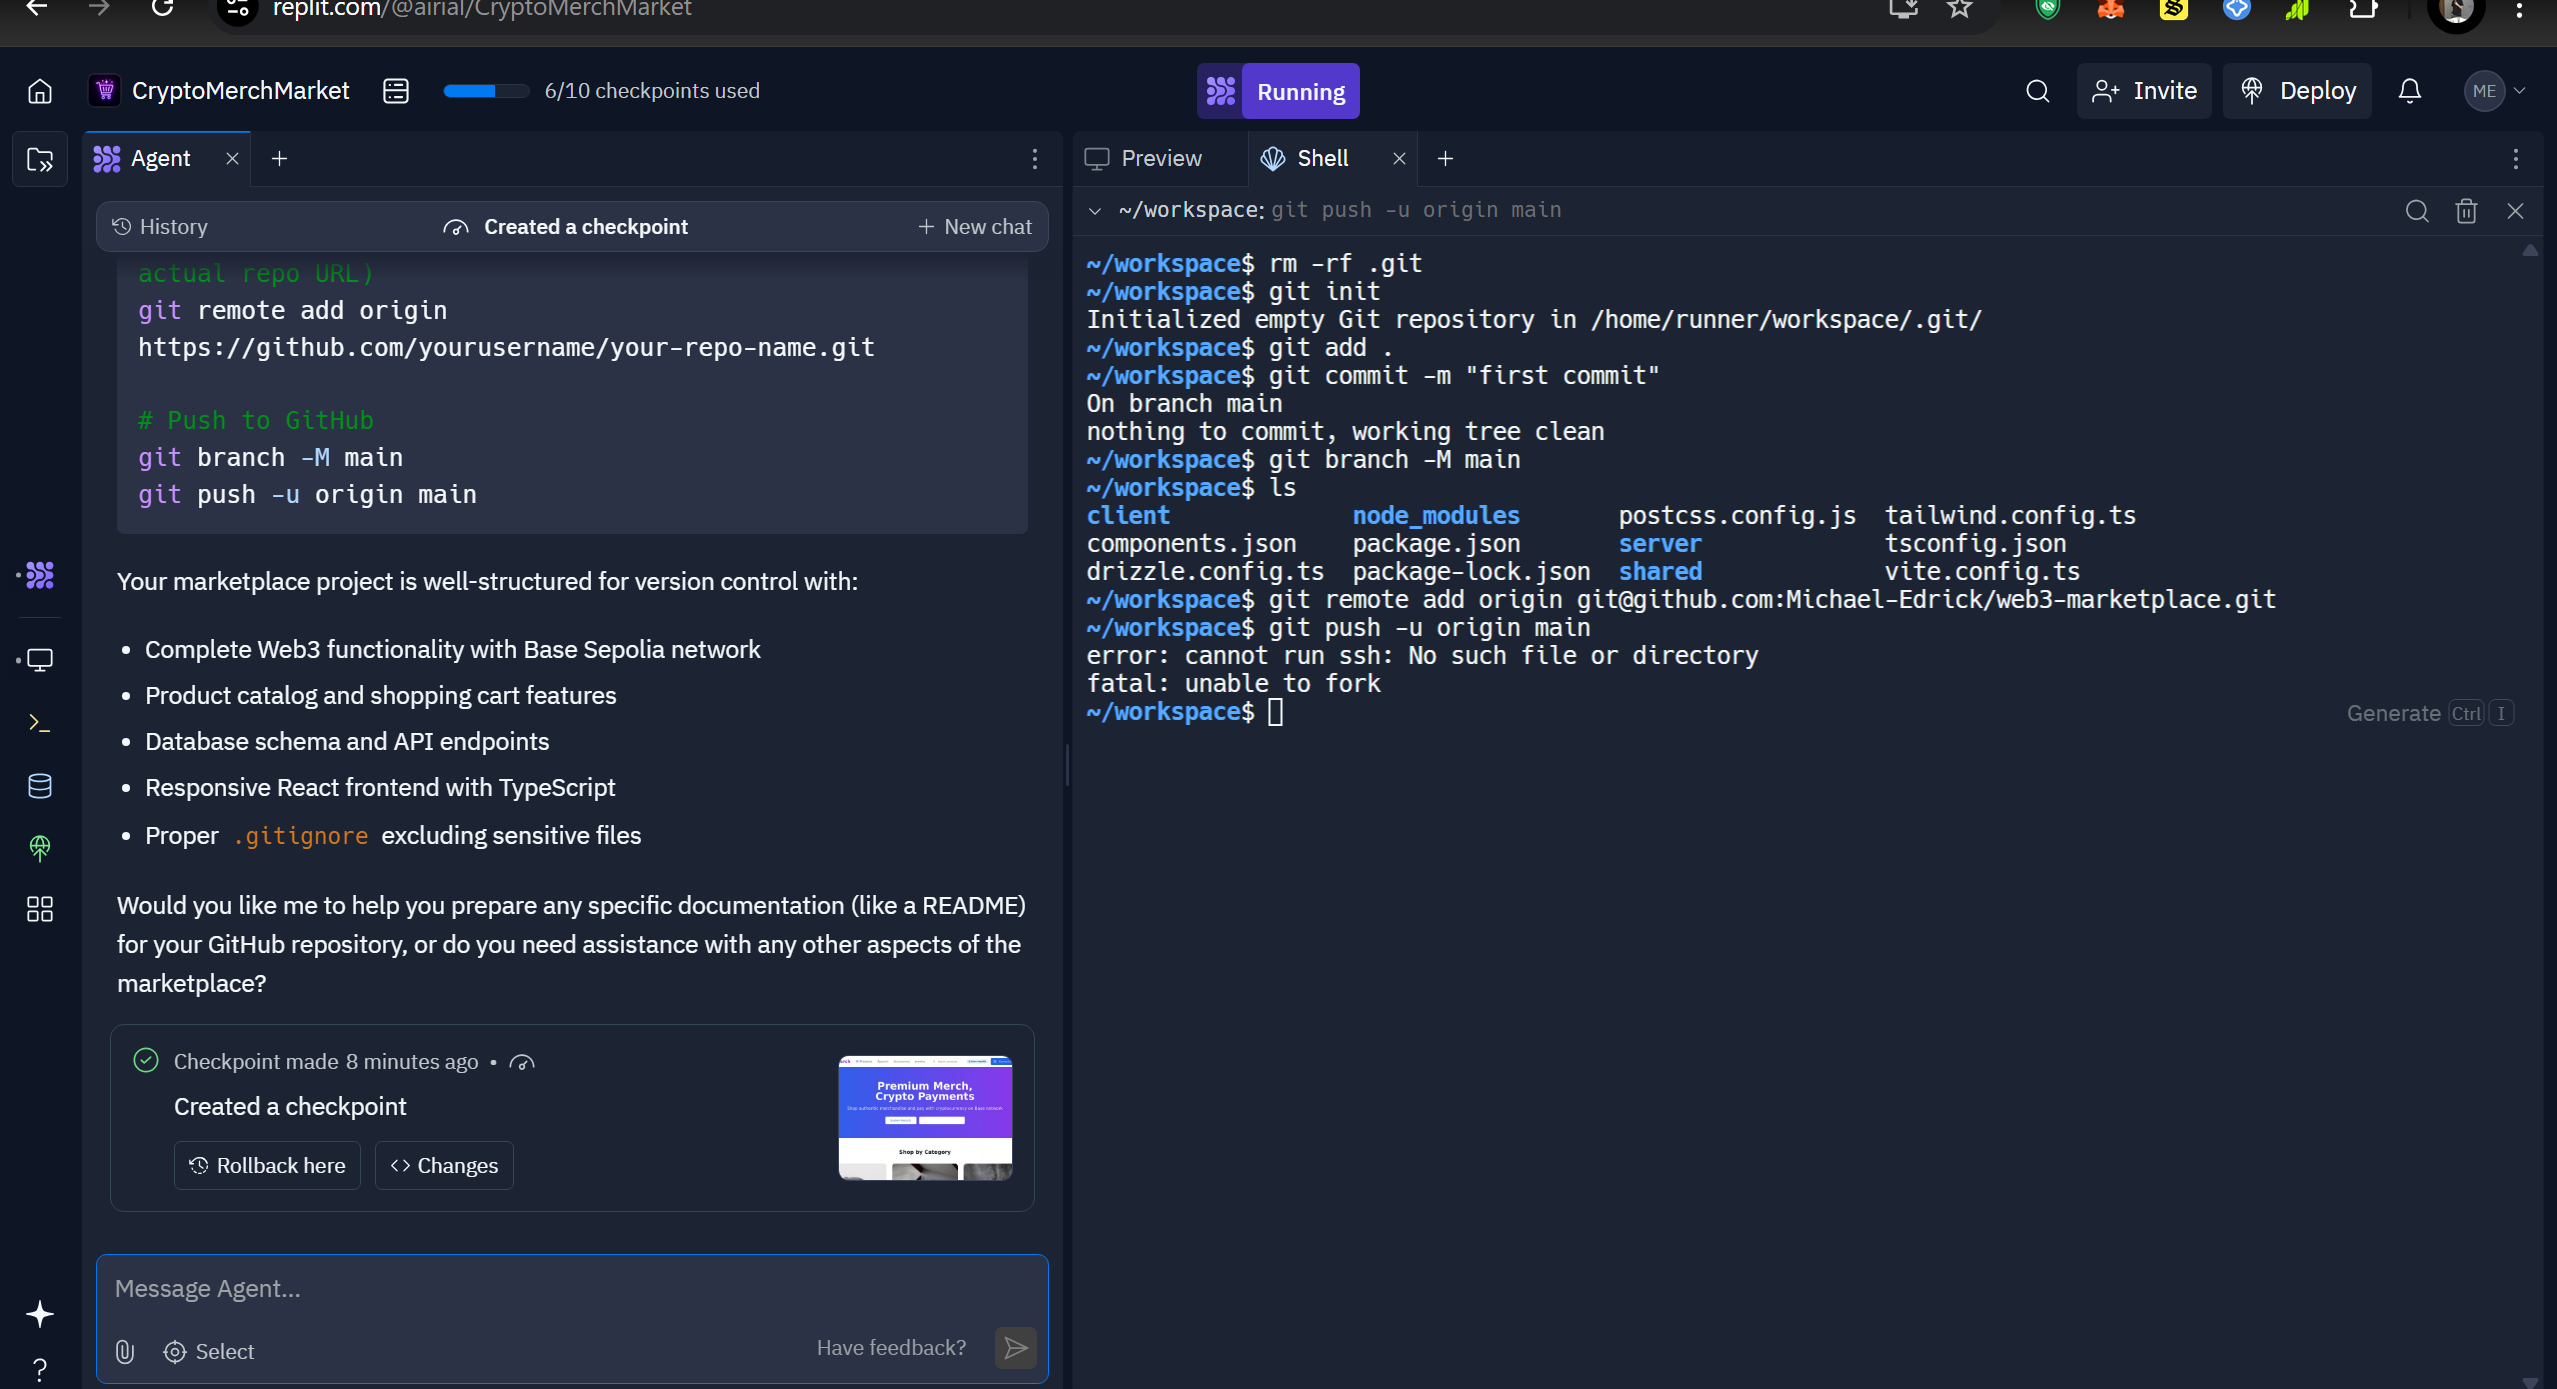 replit.com/@airial/CryptoMerchMarket
CryptoMerchMarket
6/10 checkpoints used
Running
Invite
Deploy
ME
Agent
History
Created a checkpoint
New chat
actual repo URL)
git remote add origin
https://github.com/yourusername/your-repo-name.git
# Push to GitHub
git branch -M main
git push -u origin main
Your marketplace project is well-structured for version control with:
• Complete Web3 functionality with Base Sepolia network
• Product catalog and shopping cart features
• Database schema and API endpoints
• Responsive React frontend with TypeScript
• Proper .gitignore excluding sensitive files
Would you like me to help you prepare any specific documentation (like a README)
for your GitHub repository, or do you need assistance with any other aspects of the
marketplace?
Checkpoint made 8 minutes ago •
Created a checkpoint
Rollback here
<> Changes
Premium Merch,
Crypto Payments
Shop by Category
Message Agent...
Select
Have feedback?
Preview
Shell
~/workspace: git push -u origin main
~/workspace$ rm -rf .git
~/workspace$ git init
Initialized empty Git repository in /home/runner/workspace/.git/
~/workspace$ git add .
~/workspace$ git commit -m "first commit"
On branch main
nothing to commit, working tree clean
~/workspace$ git branch -M main
~/workspace$ ls
client node_modules postcss.config.js tailwind.config.ts
components.json package.json server tsconfig.json
drizzle.config.ts package-lock.json shared vite.config.ts
~/workspace$ git remote add origin git@github.com:Michael-Edrick/web3-marketplace.git
~/workspace$ git push -u origin main
error: cannot run ssh: No such file or directory
fatal: unable to fork
~/workspace$
Generate Ctrl I